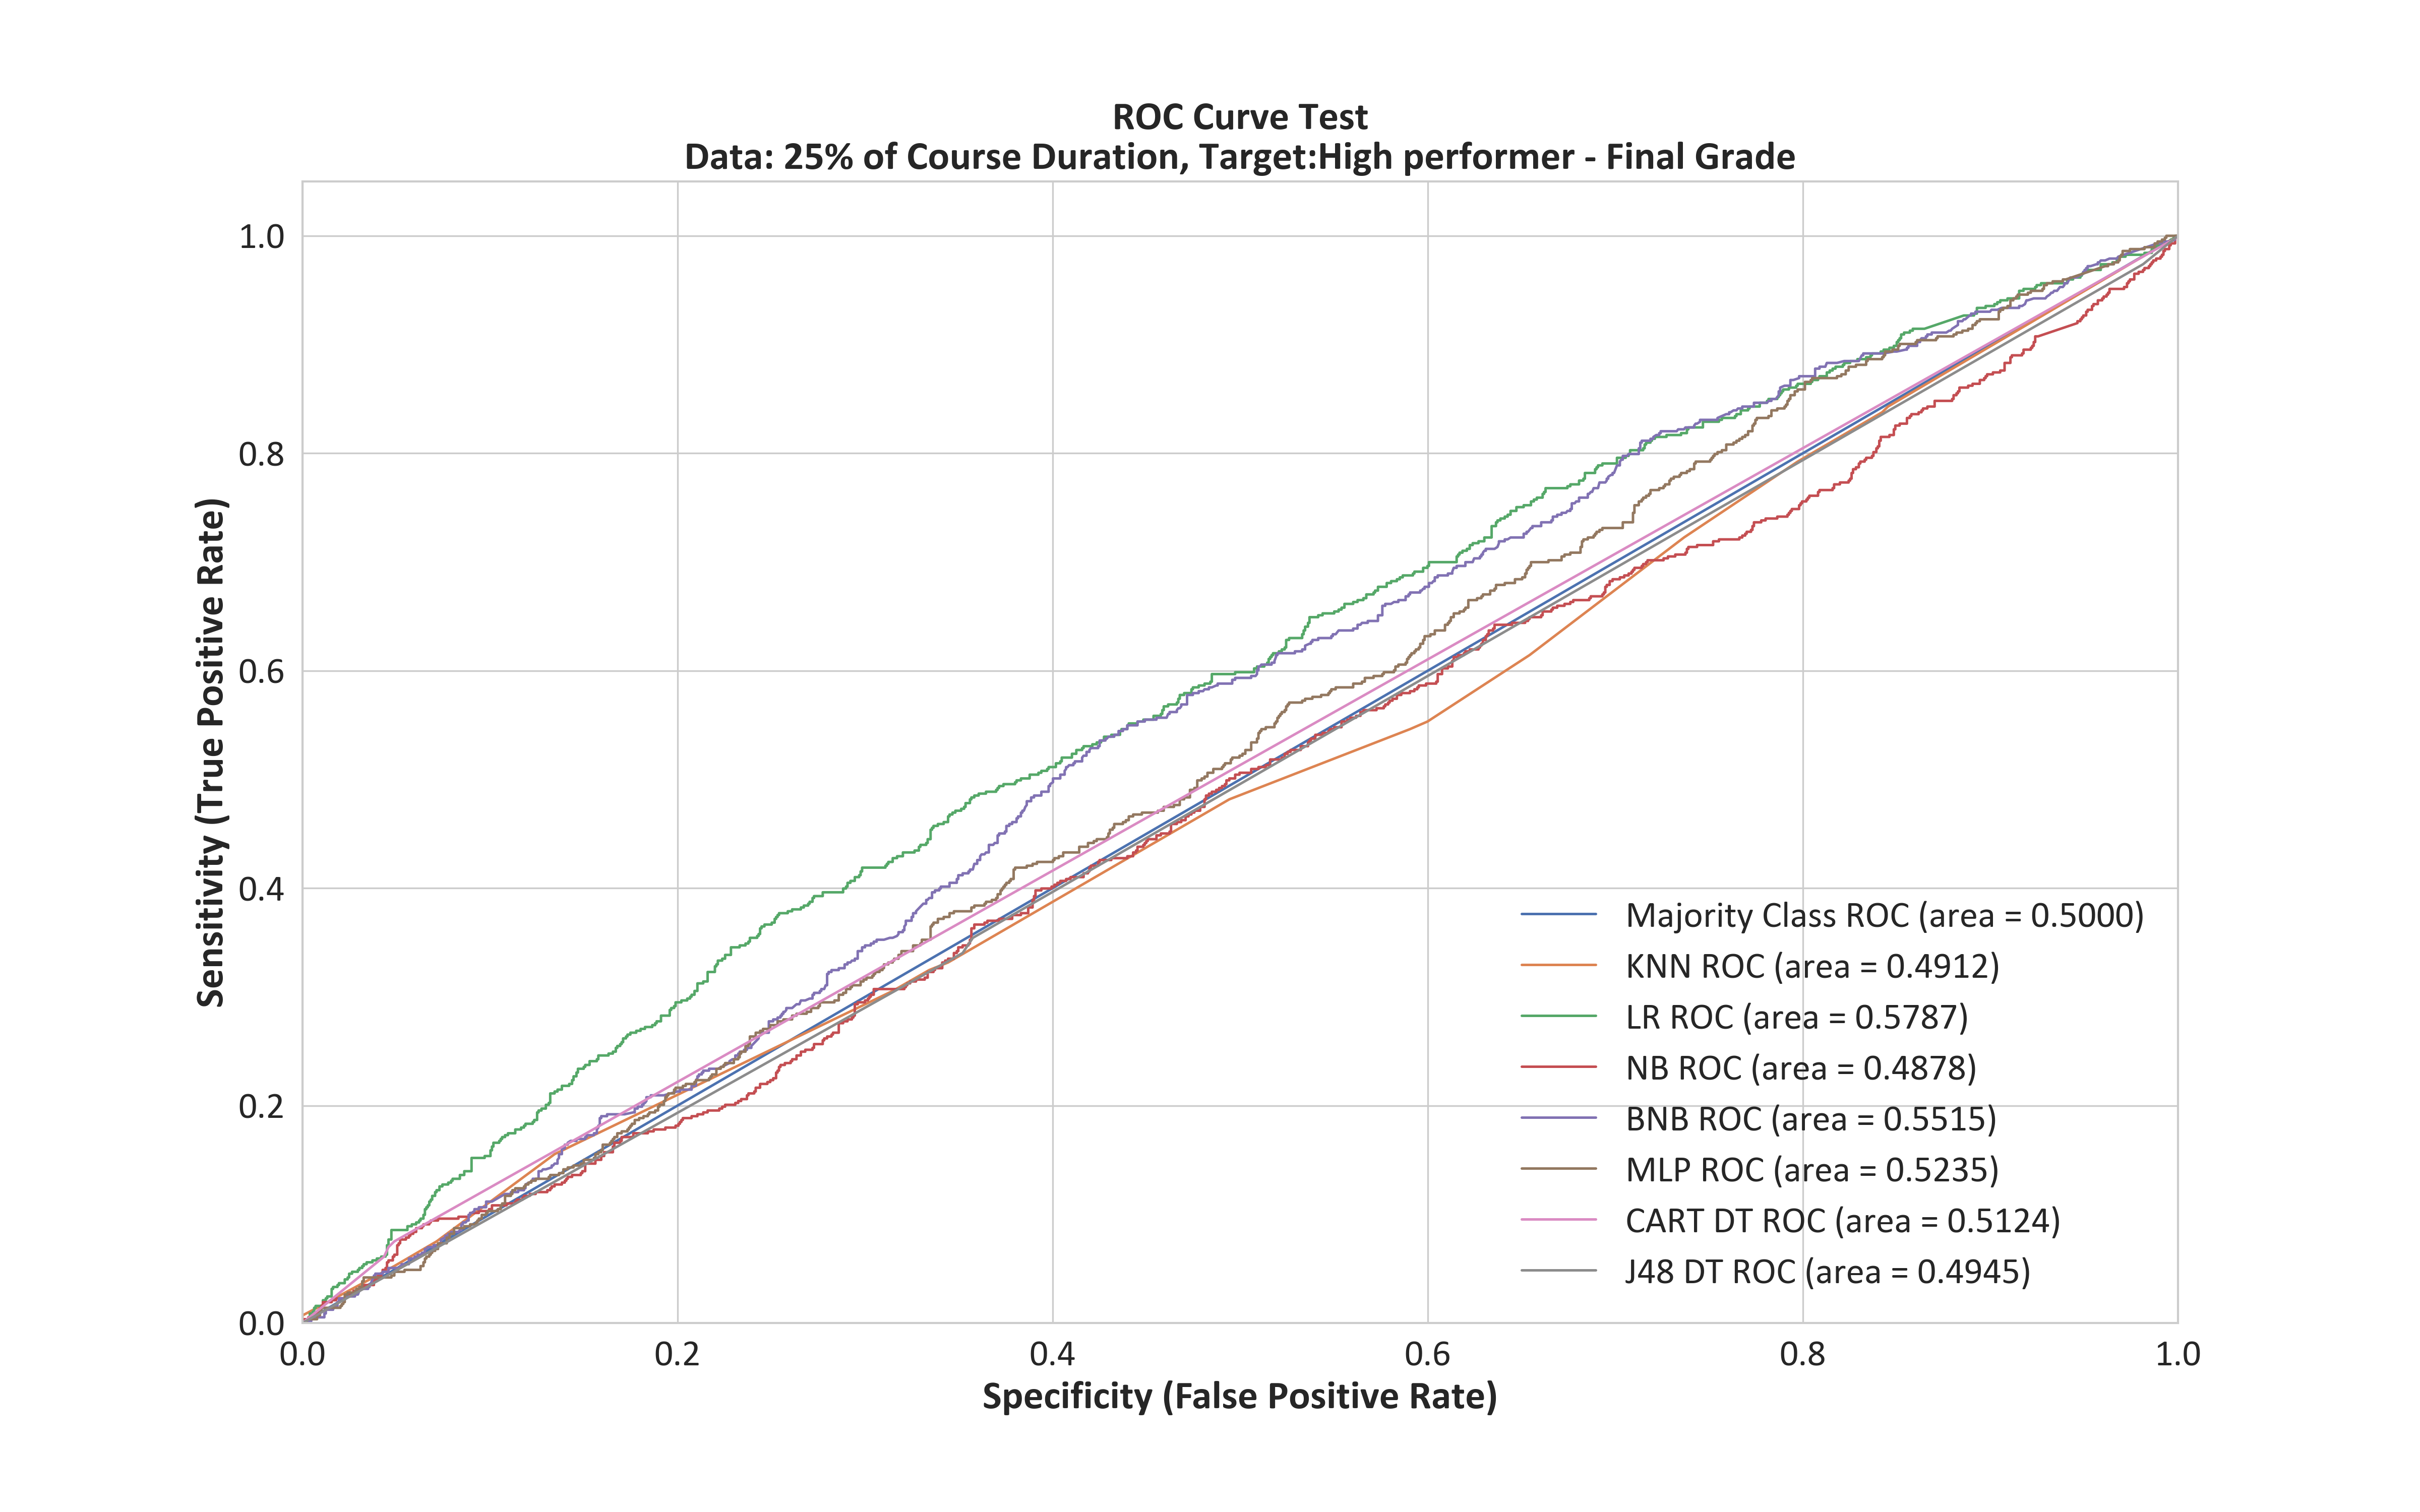 ROC Curve Test
Data: 25% of Course Duration, Target:High performer - Final Grade
Sensitivity (True Positive Rate)
1.0
0.8
0.6
0.4
0.2
0.0
Majority Class ROC (area = 0.5000)
KNN ROC (area = 0.4912)
LR ROC (area = 0.5787)
NB ROC (area = 0.4878)
BNB ROC (area = 0.5515)
MLP ROC (area = 0.5235)
CART DT ROC (area = 0.5124)
J48 DT ROC (area = 0.4945)
0.0 0.2 0.4 0.6 0.8 1.0
Specificity (False Positive Rate)